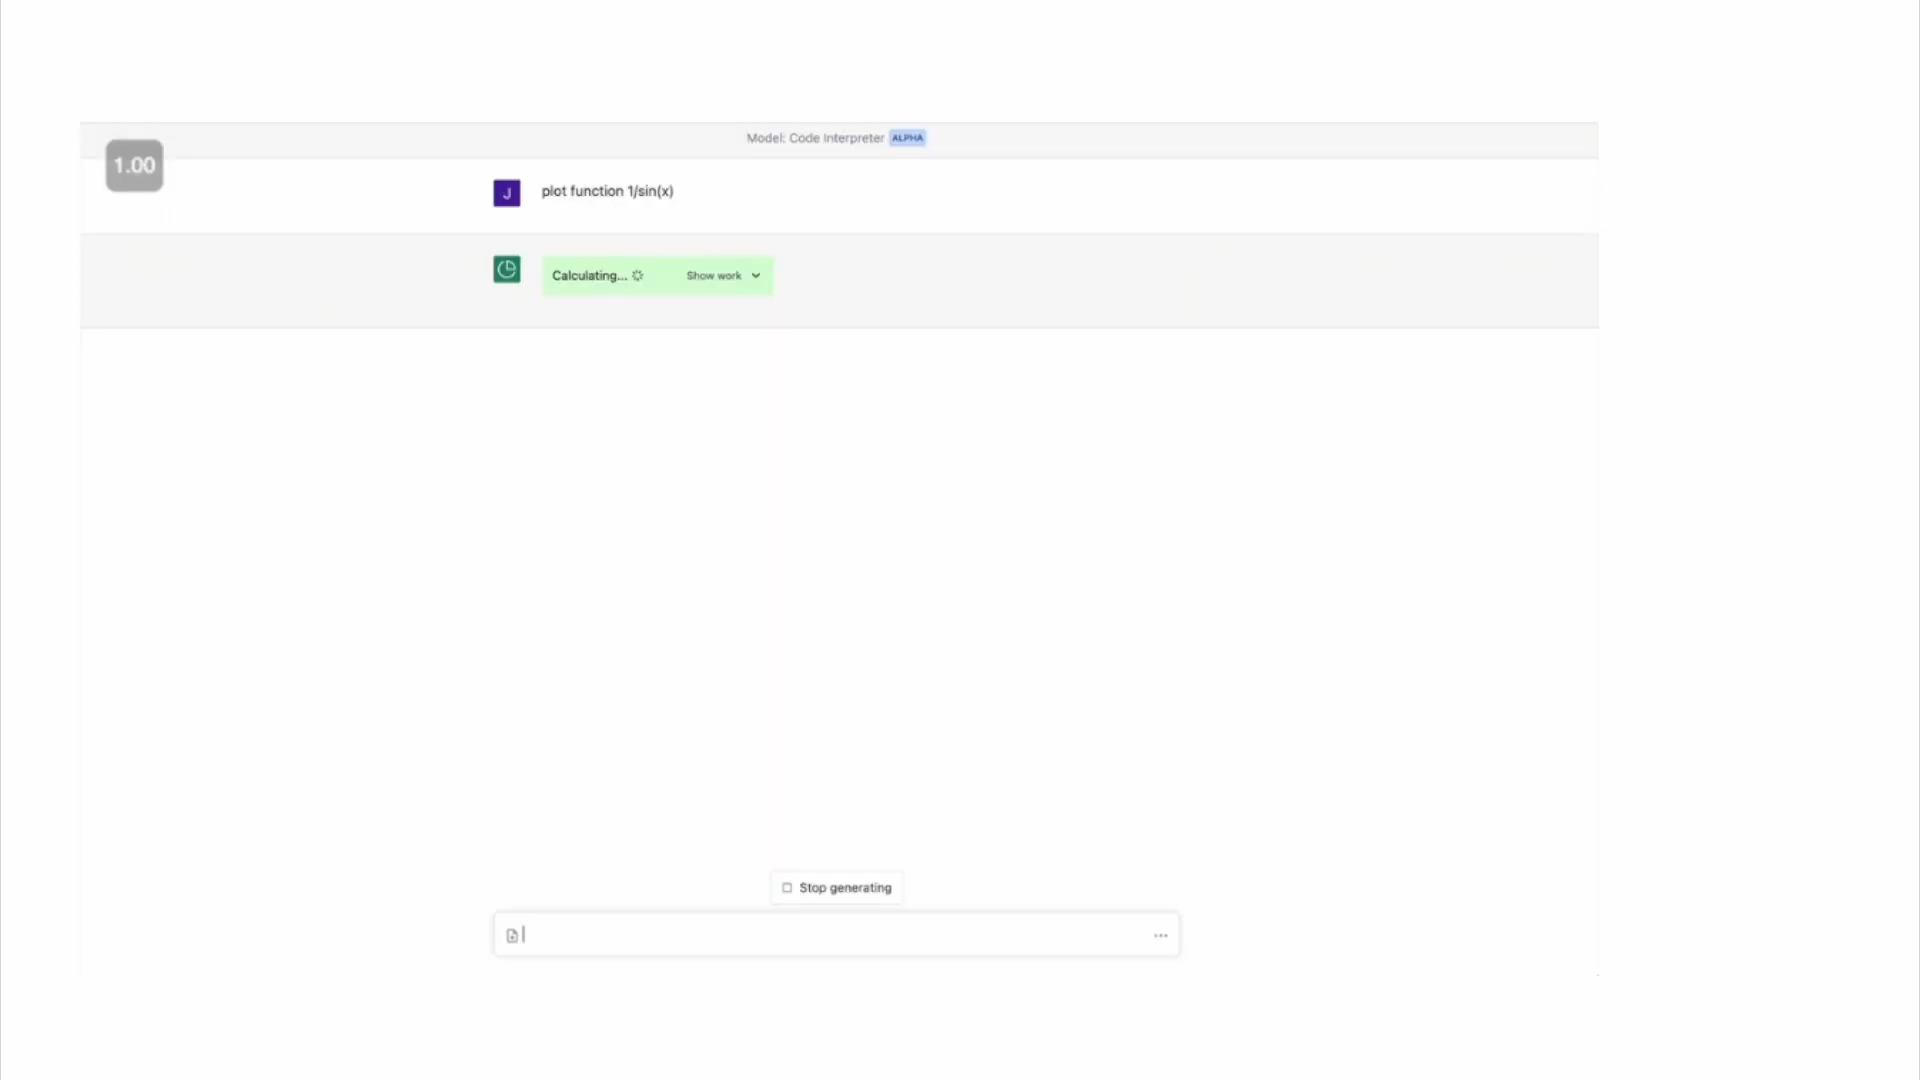 Model: Code Interpreter ALPHA
1.00
J plot function 1/sin(x)
Calculating... Show work
Stop generating